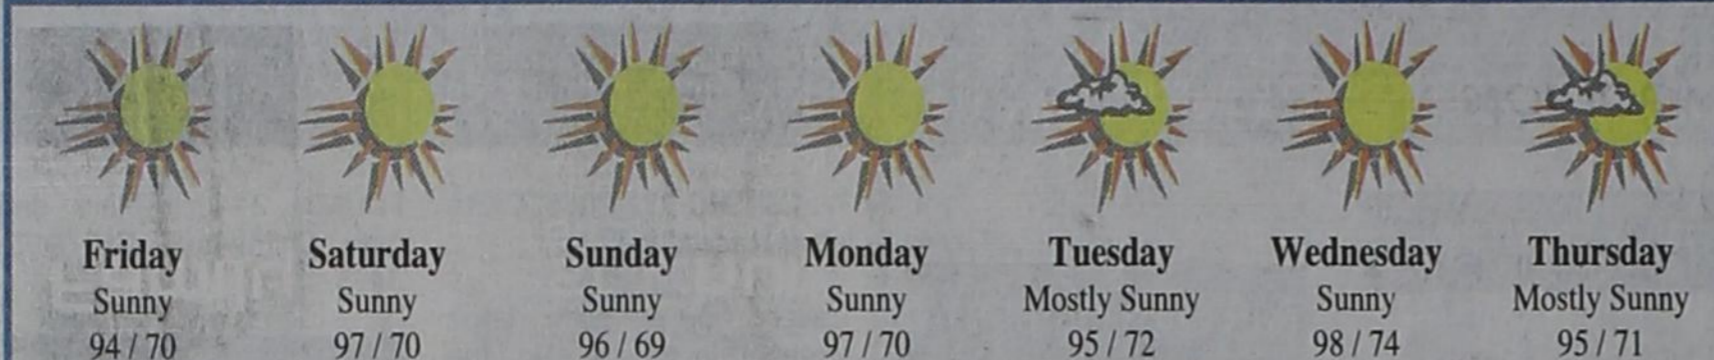 Friday Saturday Sunday Monday Tuesday Wednesday Thursday
Sunny Sunny Sunny Sunny Mostly Sunny Sunny Mostly Sunny
94 / 70 97 / 70 96 / 69 97 / 70 95 / 72 98 / 74 95 / 71